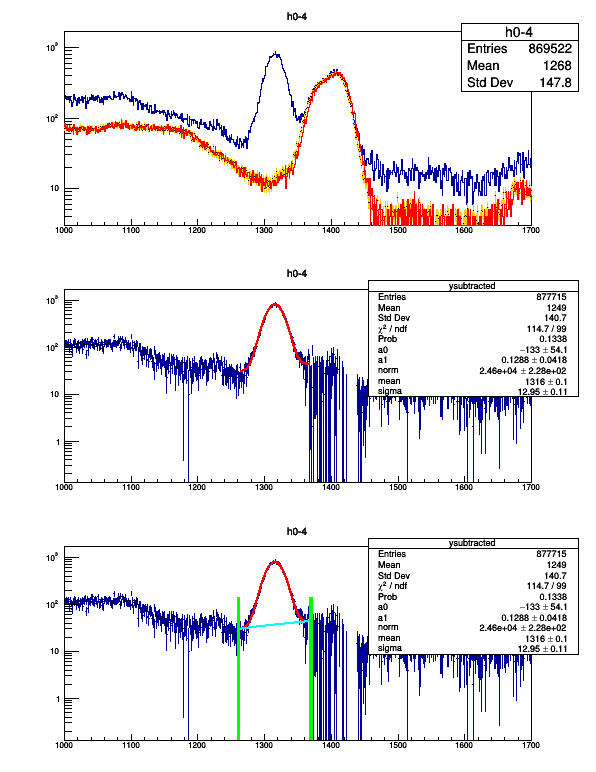 h0-4
h0-4
Entries 869522
Mean 1268
Std Dev 147.8
10³
10²
10
1000 1100 1200 1300 1400 1500 1600 1700
h0-4
ysubtracted
Entries 877715
Mean 1249
Std Dev 140.7
χ² / ndf 114.7 / 99
Prob 0.1338
a0 −133 ± 54.1
a1 0.1288 ± 0.0418
norm 2.46e+04 ± 2.28e+02
mean 1316 ± 0.1
sigma 12.95 ± 0.11
10³
10²
10
1
1000 1100 1200 1300 1400 1500 1600 1700
h0-4
ysubtracted
Entries 877715
Mean 1249
Std Dev 140.7
χ² / ndf 114.7 / 99
Prob 0.1338
a0 −133 ± 54.1
a1 0.1288 ± 0.0418
norm 2.46e+04 ± 2.28e+02
mean 1316 ± 0.1
sigma 12.95 ± 0.11
10³
10²
10
1
1000 1100 1200 1300 1400 1500 1600 1700